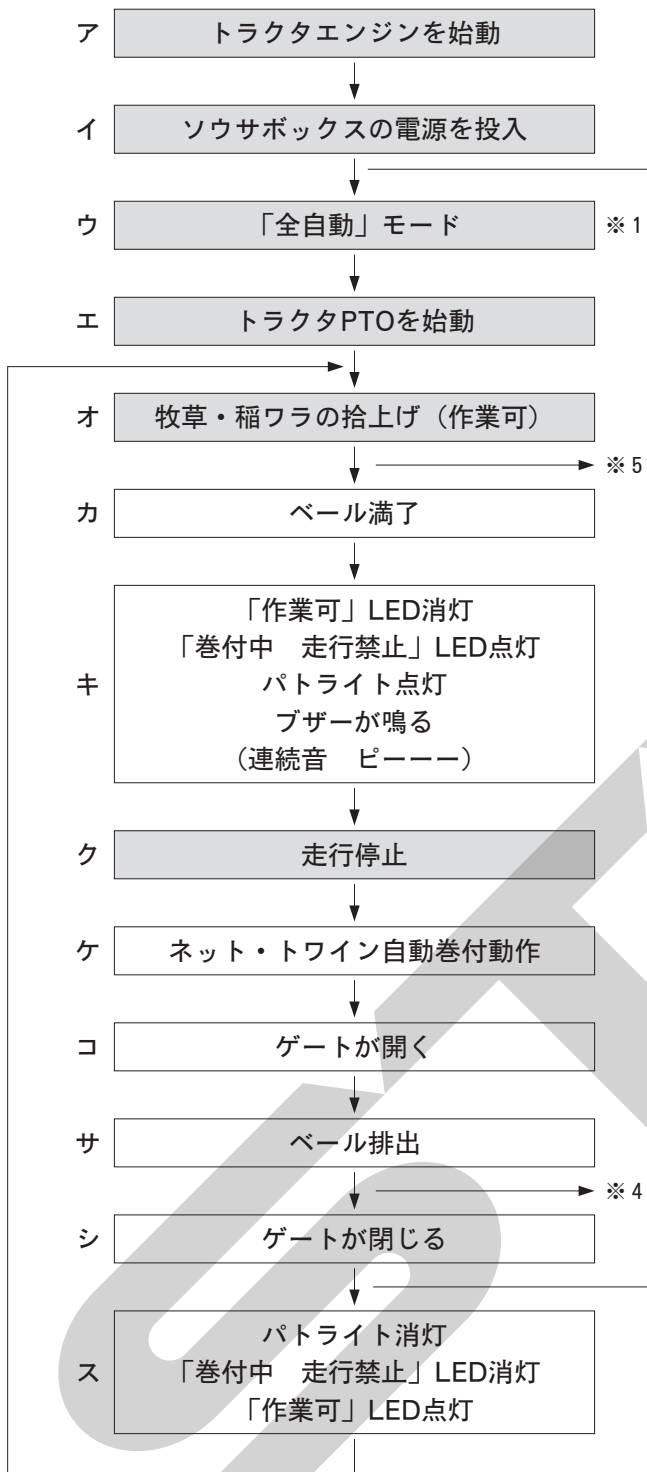 ア トラクタエンジンを始動
イ ソウサボックスの電源を投入
ウ 「全自動」モード ※1
エ トラクタPTOを始動
オ 牧草・稲ワラの拾上げ（作業可）
※5
カ ベール満了
キ 「作業可」LED消灯
「巻付中　走行禁止」LED点灯
パトライト点灯
ブザーが鳴る
（連続音　ピーーー）
ク 走行停止
ケ ネット・トワイン自動巻付動作
コ ゲートが開く
サ ベール排出
※4
シ ゲートが閉じる
ス パトライト消灯
「巻付中　走行禁止」LED消灯
「作業可」LED点灯